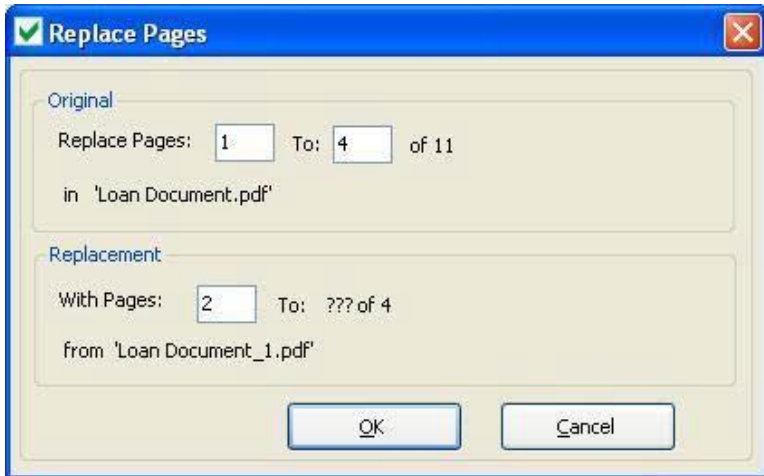 Replace Pages
Original
Replace Pages: 1 To: 4 of 11
in 'Loan Document.pdf'
Replacement
With Pages: 2 To: ??? of 4
from 'Loan Document_1.pdf'
OK Cancel